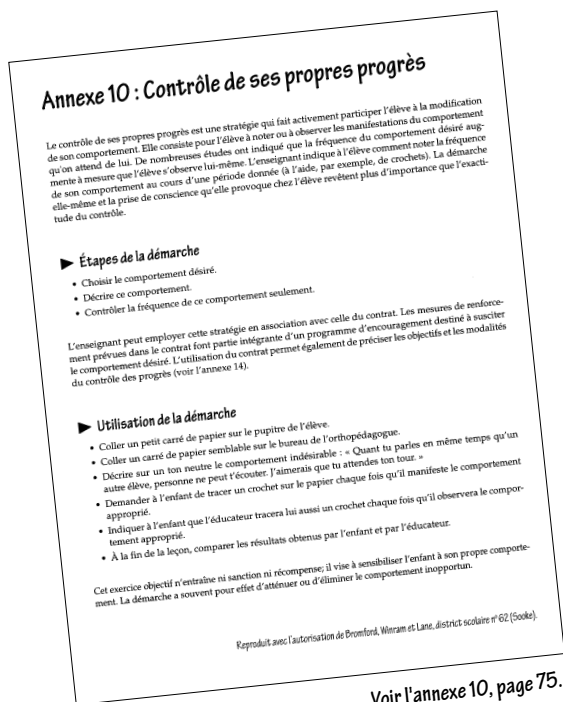 Annexe 10 : Contrôle de ses propres progrès
Le contrôle de ses propres progrès est une stratégie qui fait activement participer l'élève à la modification
de son comportement. Elle consiste pour l'élève à noter ou à observer les manifestations du comportement
qu'on attend de lui. De nombreuses études ont indiqué que la fréquence du comportement désiré aug-
mente à mesure que l'élève s'observe lui-même. L'enseignant indique à l'élève comment noter la fréquence
de son comportement au cours d'une période donnée (à l'aide, par exemple, de crochets). La démarche
elle-même et la prise de conscience qu'elle provoque chez l'élève revêtent plus d'importance que l'exacti-
tude du contrôle.
► Étapes de la démarche
• Choisir le comportement désiré.
• Décrire ce comportement.
• Contrôler la fréquence de ce comportement seulement.
L'enseignant peut employer cette stratégie en association avec celle du contrat. Les mesures de renforce-
ment prévues dans le contrat font partie intégrante d'un programme d'encouragement destiné à susciter
le comportement désiré. L'utilisation du contrat permet également de préciser les objectifs et les modalités
du contrôle des progrès (voir l'annexe 14).
► Utilisation de la démarche
• Coller un petit carré de papier sur le pupitre de l'élève.
• Coller un carré de papier semblable sur le bureau de l'orthopédagogue.
• Décrire sur un ton neutre le comportement indésirable : « Quant tu parles en même temps qu'un
autre élève, personne ne peut t'écouter. J'aimerais que tu attendes ton tour. »
• Demander à l'enfant de tracer un crochet sur le papier chaque fois qu'il manifeste le comportement
approprié.
• Indiquer à l'enfant que l'éducateur tracera lui aussi un crochet chaque fois qu'il observera le compor-
tement approprié.
• À la fin de la leçon, comparer les résultats obtenus par l'enfant et par l'éducateur.
Cet exercice objectif n'entraîne ni sanction ni récompense; il vise à sensibiliser l'enfant à son propre comporte-
ment. La démarche a souvent pour effet d'atténuer ou d'éliminer le comportement inopportun.
Reproduit avec l'autorisation de Bromford, Winram et Lane, district scolaire nº 62 (Sooke).
Voir l'annexe 10, page 75.